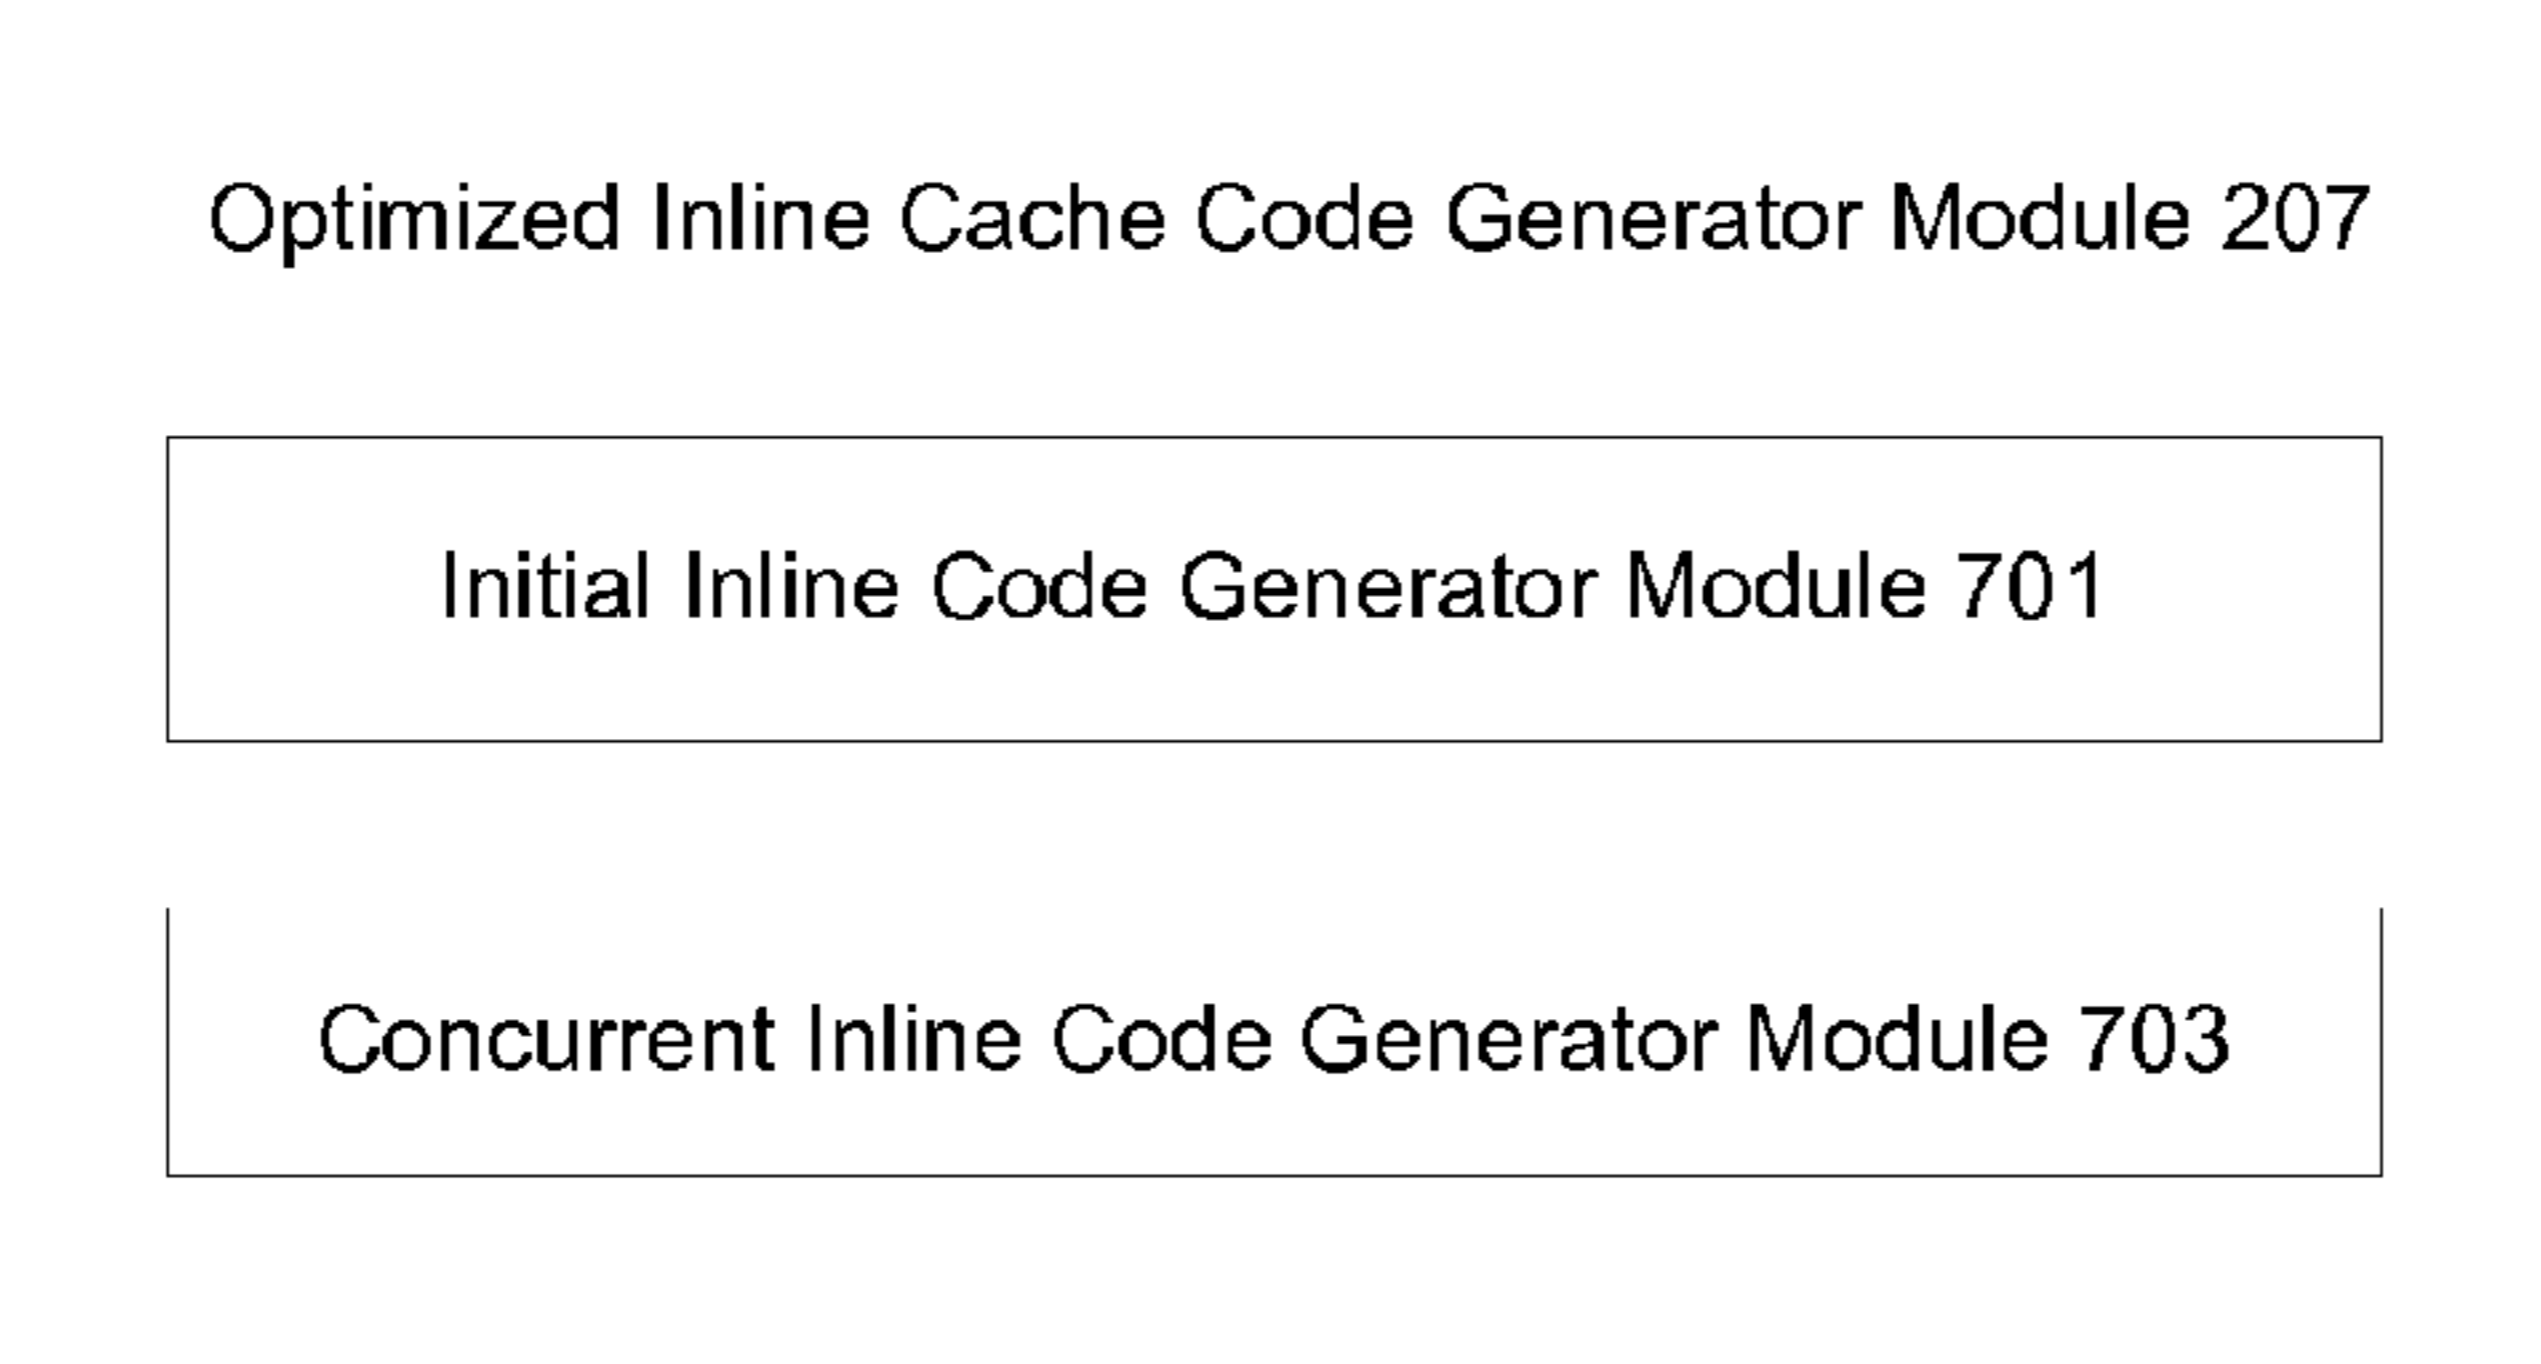 Optimized Inline Cache Code Generator Module 207
Initial Inline Code Generator Module 701
Concurrent Inline Code Generator Module 703